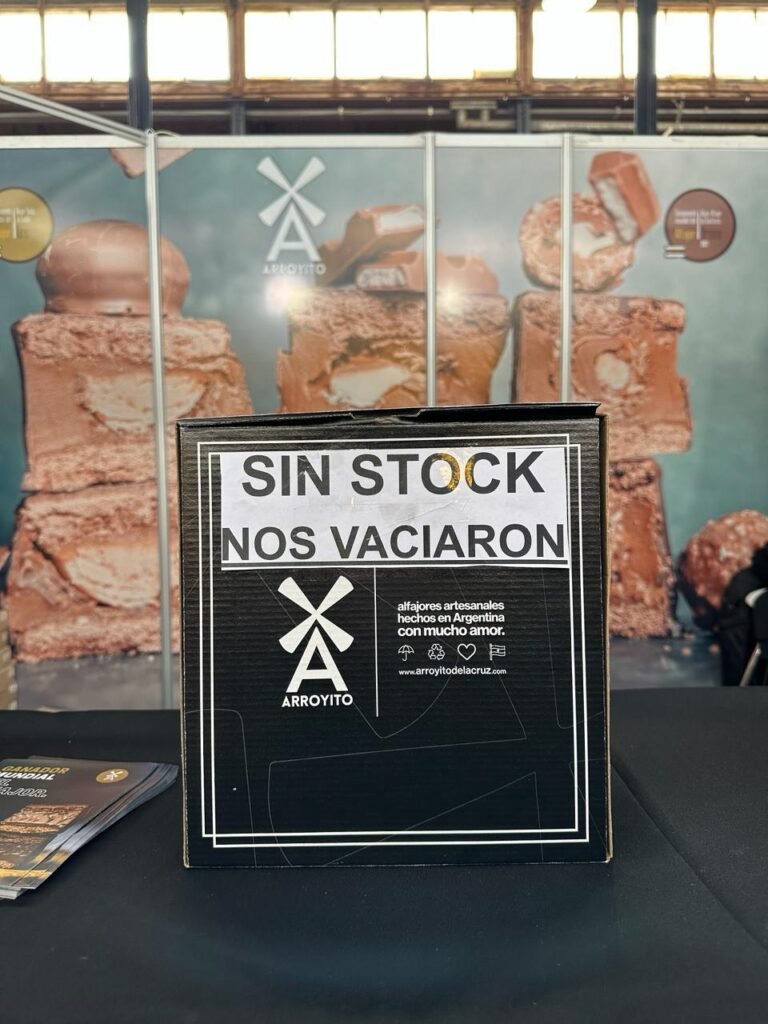 ARROYITO
SIN STOCK
NOS VACIARON
alfajores artesanales
hechos en Argentina
con mucho amor.
www.arroyitodelacruz.com
ARROYITO
GANADOR
MUNDIAL